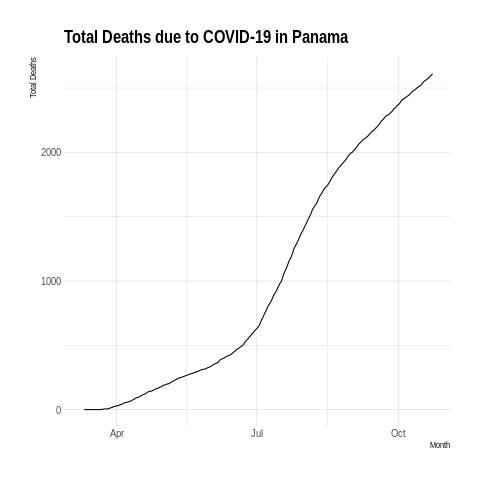 Total Deaths due to COVID-19 in Panama
Total Deaths
2000
1000
0
Apr
Jul
Oct
Month